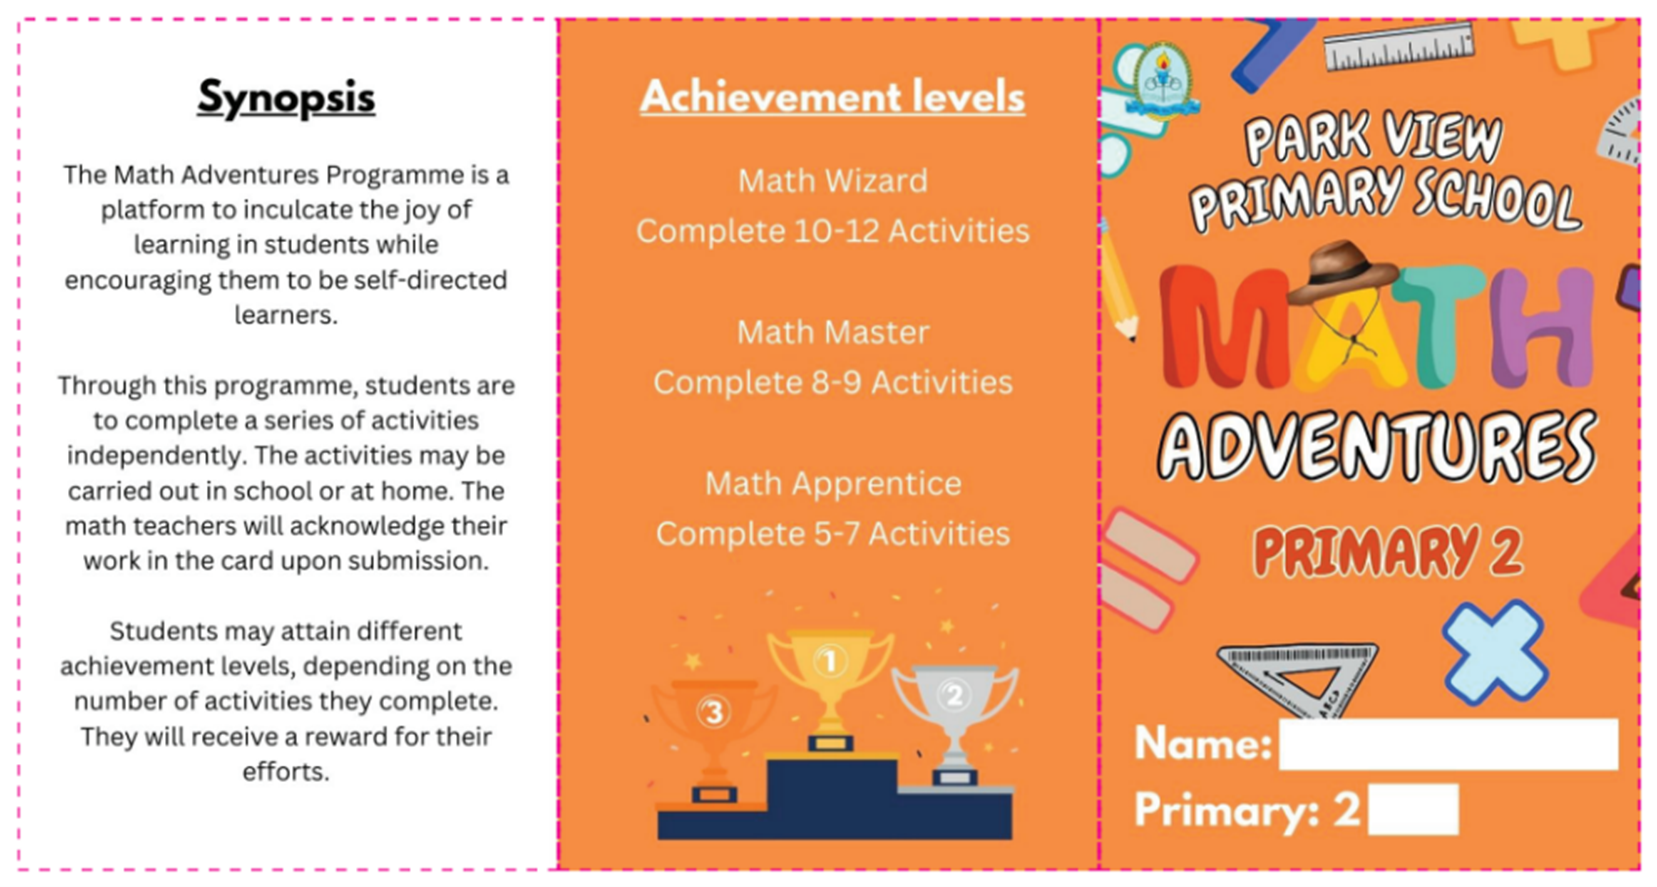 Synopsis
The Math Adventures Programme is a
platform to inculcate the joy of
learning in students while
encouraging them to be self-directed
learners.
Through this programme, students are
to complete a series of activities
independently. The activities may be
carried out in school or at home. The
math teachers will acknowledge their
work in the card upon submission.
Students may attain different
achievement levels, depending on the
number of activities they complete.
They will receive a reward for their
efforts.
Achievement levels
Math Wizard
Complete 10-12 Activities
Math Master
Complete 8-9 Activities
Math Apprentice
Complete 5-7 Activities
1
2
3
PARK VIEW
PRIMARY SCHOOL
MATH
ADVENTURES
PRIMARY 2
ABC
Name:
Primary: 2